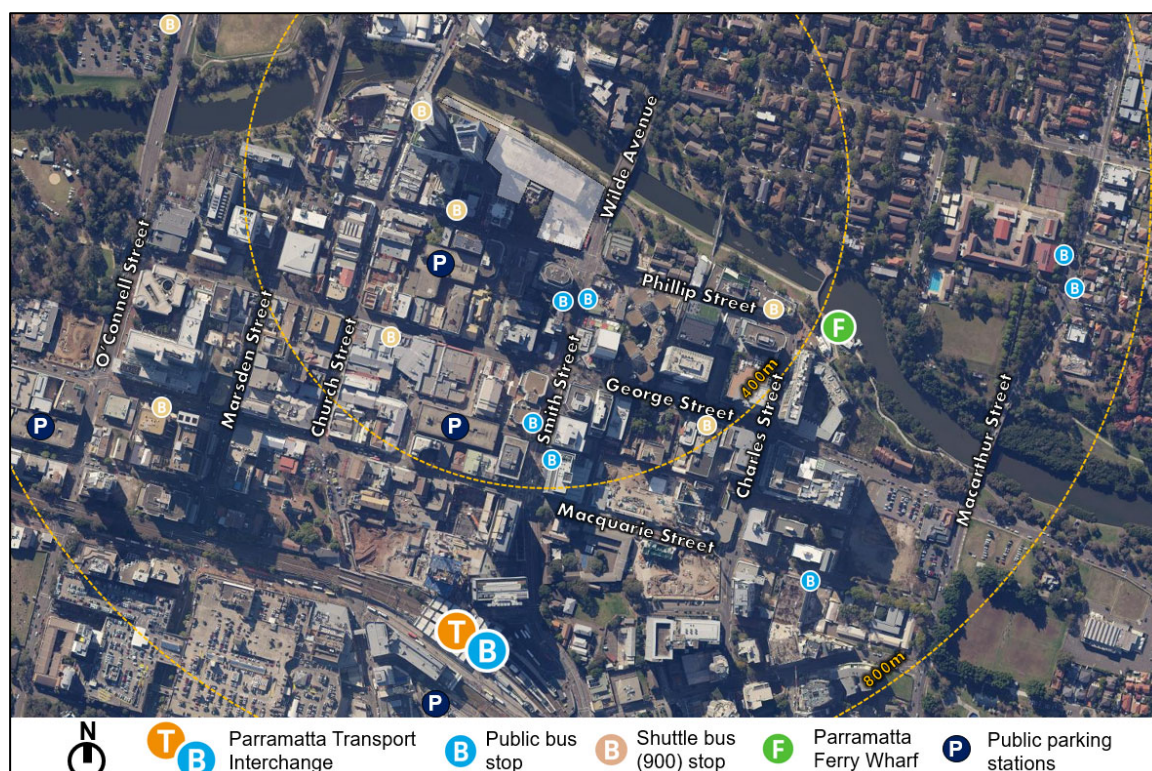 B
B
Wilde Avenue
B
O'Connell Street
P
B
Phillip Street
B
B
B
B
F
Marsden Street
Church Street
B
400m
George Street
B
Smith Street
B
P
P
B
B
Charles Street
Macarthur Street
Macquarie Street
B
T
B
800m
P
N
T
B
Parramatta Transport
Interchange
B
Public bus
stop
B
Shuttle bus
(900) stop
F
Parramatta
Ferry Wharf
P
Public parking
stations